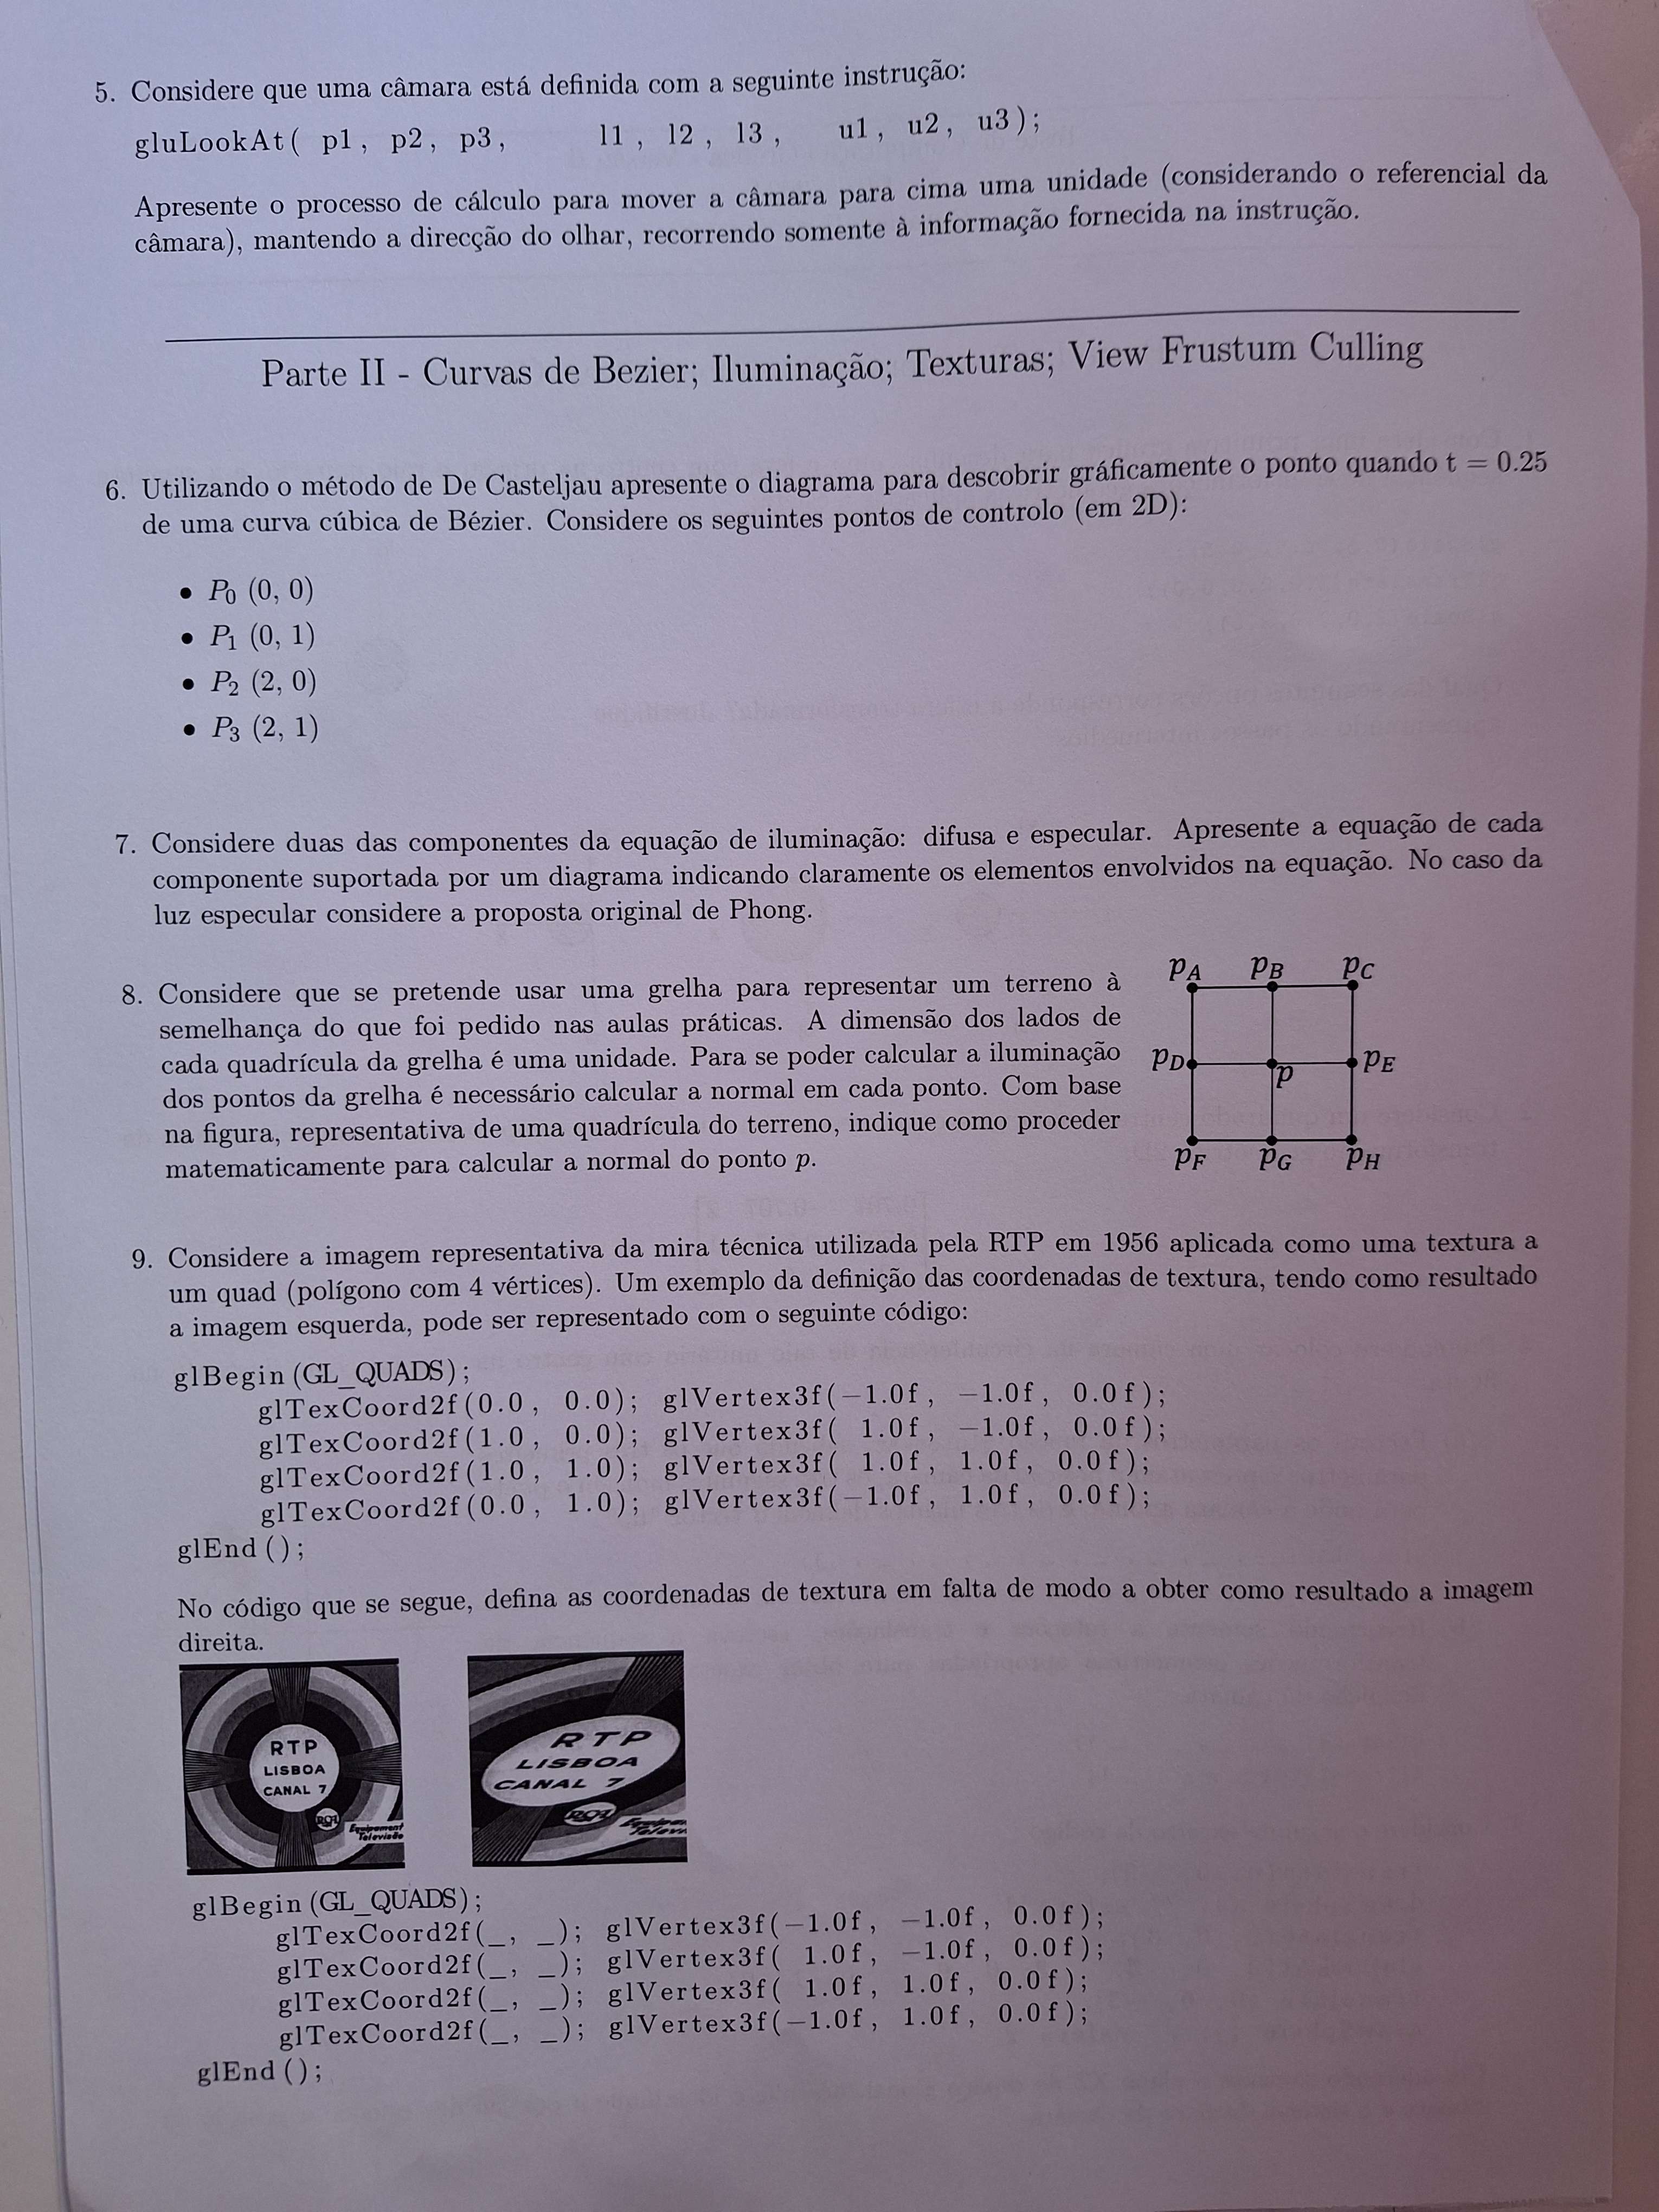 5. Considere que uma câmara está definida com a seguinte instrução:
gluLookAt( p1, p2, p3, l1, l2, l3, u1, u2, u3);
Apresente o processo de cálculo para mover a câmara para cima uma unidade (considerando o referencial da
câmara), mantendo a direcção do olhar, recorrendo somente à informação fornecida na instrução.
Parte II - Curvas de Bezier; Iluminação; Texturas; View Frustum Culling
6. Utilizando o método de De Casteljau apresente o diagrama para descobrir gráficamente o ponto quando t = 0.25
de uma curva cúbica de Bézier. Considere os seguintes pontos de controlo (em 2D):
• P0 (0, 0)
• P1 (0, 1)
• P2 (2, 0)
• P3 (2, 1)
7. Considere duas das componentes da equação de iluminação: difusa e especular. Apresente a equação de cada
componente suportada por um diagrama indicando claramente os elementos envolvidos na equação. No caso da
luz especular considere a proposta original de Phong.
8. Considere que se pretende usar uma grelha para representar um terreno à
semelhança do que foi pedido nas aulas práticas. A dimensão dos lados de
cada quadrícula da grelha é uma unidade. Para se poder calcular a iluminação
dos pontos da grelha é necessário calcular a normal em cada ponto. Com base
na figura, representativa de uma quadrícula do terreno, indique como proceder
matematicamente para calcular a normal do ponto p.
pA pB pC
pD p pE
pF pG pH
9. Considere a imagem representativa da mira técnica utilizada pela RTP em 1956 aplicada como uma textura a
um quad (polígono com 4 vértices). Um exemplo da definição das coordenadas de textura, tendo como resultado
a imagem esquerda, pode ser representado com o seguinte código:
glBegin(GL_QUADS);
glTexCoord2f(0.0, 0.0); glVertex3f(-1.0f, -1.0f, 0.0f);
glTexCoord2f(1.0, 0.0); glVertex3f( 1.0f, -1.0f, 0.0f);
glTexCoord2f(1.0, 1.0); glVertex3f( 1.0f, 1.0f, 0.0f);
glTexCoord2f(0.0, 1.0); glVertex3f(-1.0f, 1.0f, 0.0f);
glEnd();
No código que se segue, defina as coordenadas de textura em falta de modo a obter como resultado a imagem
direita.
RTP
LISBOA
CANAL 7
Equipament
Televisão
RTP
LISBOA
CANAL 7
glBegin(GL_QUADS);
glTexCoord2f(_, _); glVertex3f(-1.0f, -1.0f, 0.0f);
glTexCoord2f(_, _); glVertex3f( 1.0f, -1.0f, 0.0f);
glTexCoord2f(_, _); glVertex3f( 1.0f, 1.0f, 0.0f);
glTexCoord2f(_, _); glVertex3f(-1.0f, 1.0f, 0.0f);
glEnd();